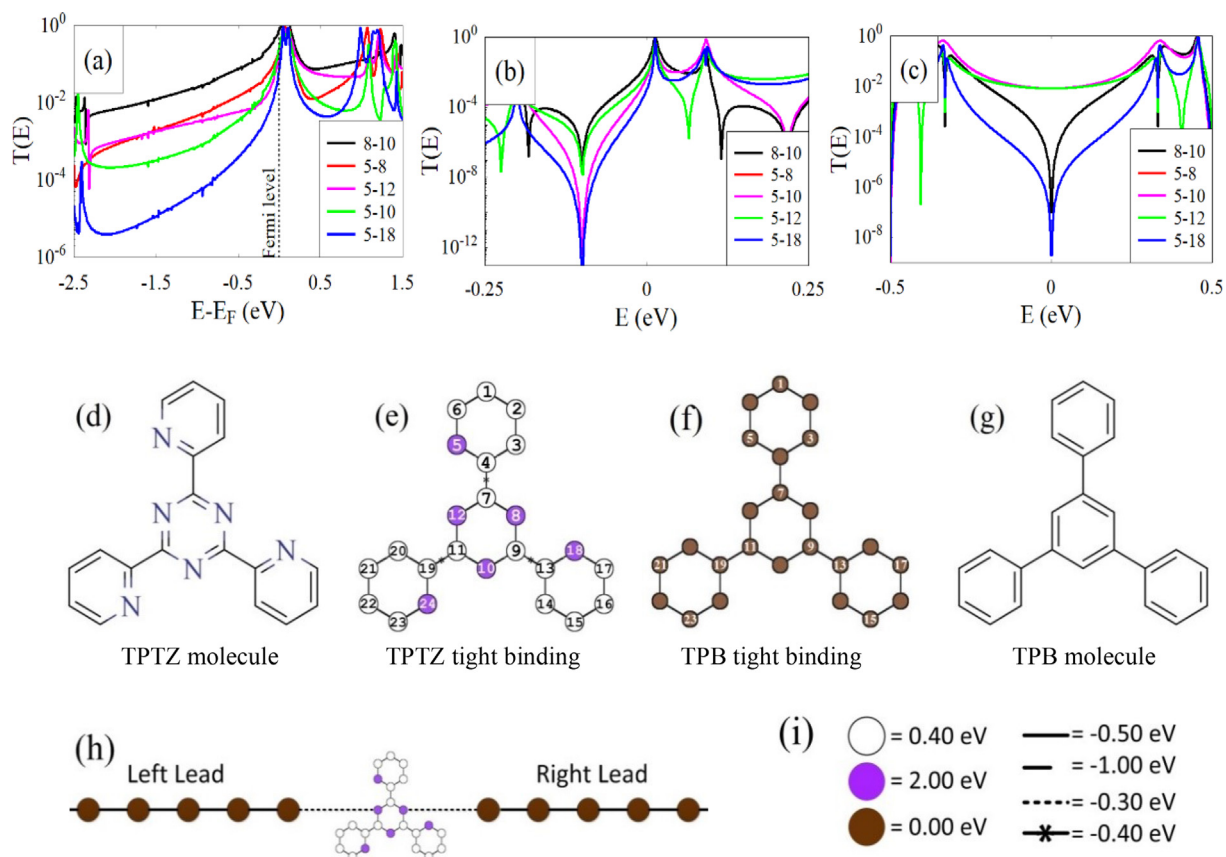 (a)
T(E)
10^0
10^-2
10^-4
10^-6
Fermi level
8-10
5-8
5-12
5-10
5-18
-2.5
-1.5
-0.5
0.5
1.5
E-E_F (eV)
(b)
T(E)
10^0
10^-4
10^-8
10^-12
8-10
5-8
5-10
5-12
5-18
-0.25
0
0.25
E (eV)
(c)
T(E)
10^0
10^-2
10^-4
10^-6
10^-8
8-10
5-8
5-10
5-12
5-18
-0.5
0
0.5
E (eV)
(d)
N
N
N
N
N
N
TPTZ molecule
(e)
1
6
2
5
3
4
7
12
8
20
11
9
18
21
19
10
13
17
22
24
14
16
23
15
TPTZ tight binding
(f)
1
5
3
7
11
9
21
19
13
17
23
15
TPB tight binding
(g)
TPB molecule
(h)
Left Lead
Right Lead
(i)
= 0.40 eV
= 2.00 eV
= 0.00 eV
= -0.50 eV
= -1.00 eV
= -0.30 eV
= -0.40 eV